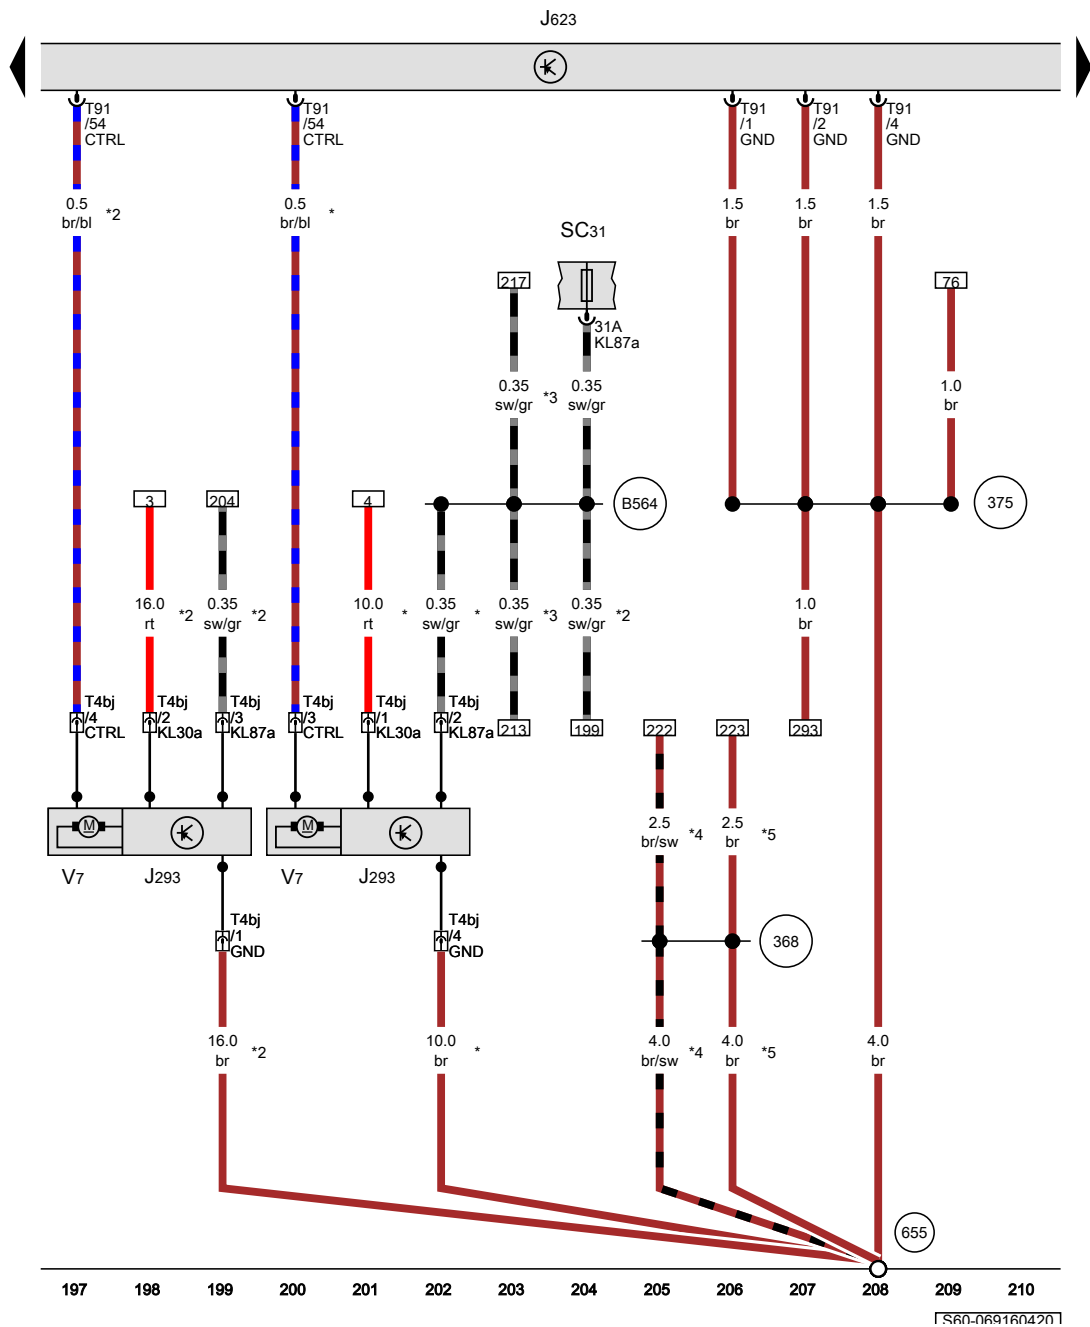 J623
T91
/54
CTRL
T91
/54
CTRL
T91
/1
GND
T91
/2
GND
T91
/4
GND
0.5
br/bl
*2
0.5
br/bl
*
1.5
br
1.5
br
1.5
br
SC31
217
76
31A
KL87a
0.35
sw/gr
*3
0.35
sw/gr
1.0
br
3
204
4
B564
375
16.0
rt
*2
0.35
sw/gr
*2
10.0
rt
*
0.35
sw/gr
*
0.35
sw/gr
*3
0.35
sw/gr
*2
1.0
br
T4bj
/4
CTRL
T4bj
/2
KL30a
T4bj
/3
KL87a
T4bj
/3
CTRL
T4bj
/1
KL30a
T4bj
/2
KL87a
213
199
222
223
293
M
M
2.5
br/sw
*4
2.5
br
*5
V7
J293
V7
J293
T4bj
/1
GND
T4bj
/4
GND
368
16.0
br
*2
10.0
br
*
4.0
br/sw
*4
4.0
br
*5
4.0
br
655
197 198 199 200 201 202 203 204 205 206 207 208 209 210
S60-069160420